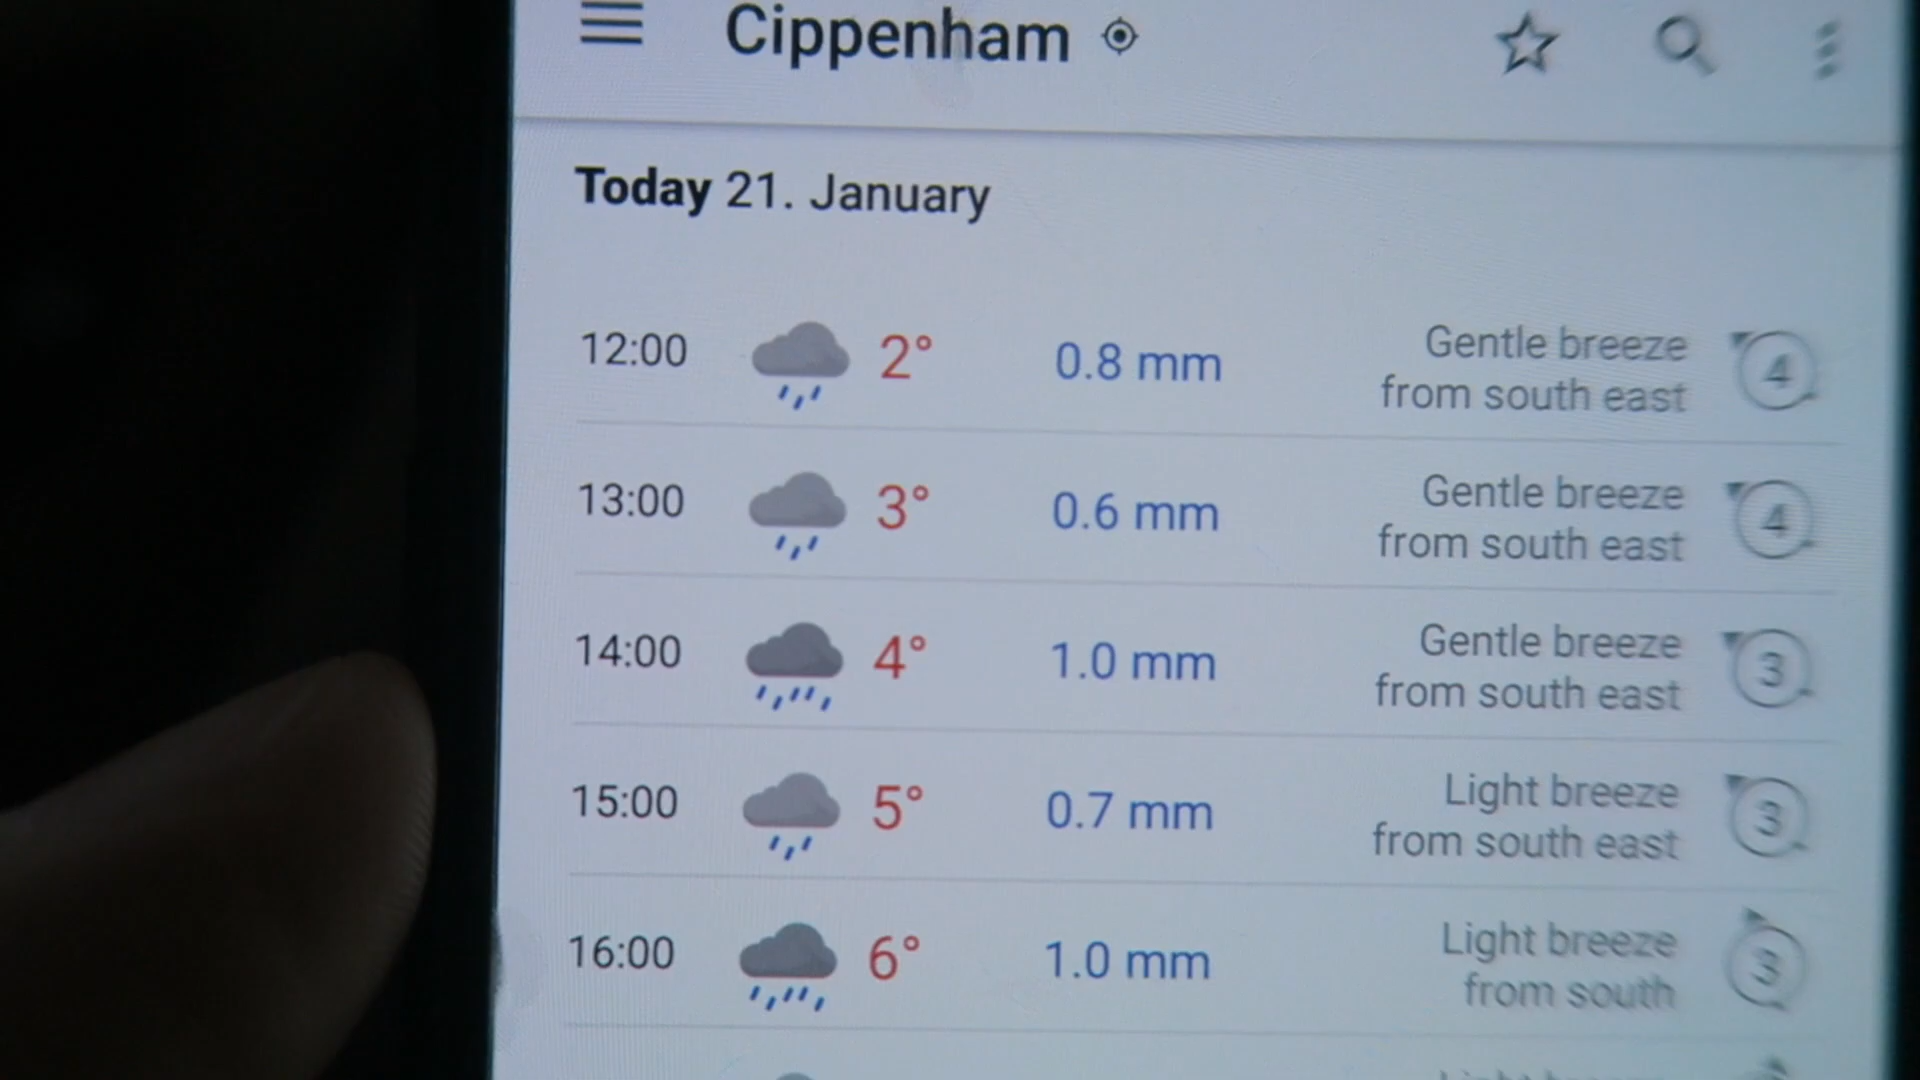 Cippenham
Today 21. January
12:00 2° 0.8 mm Gentle breeze from south east 4
13:00 3° 0.6 mm Gentle breeze from south east 4
14:00 4° 1.0 mm Gentle breeze from south east 3
15:00 5° 0.7 mm Light breeze from south east 3
16:00 6° 1.0 mm Light breeze from south 3